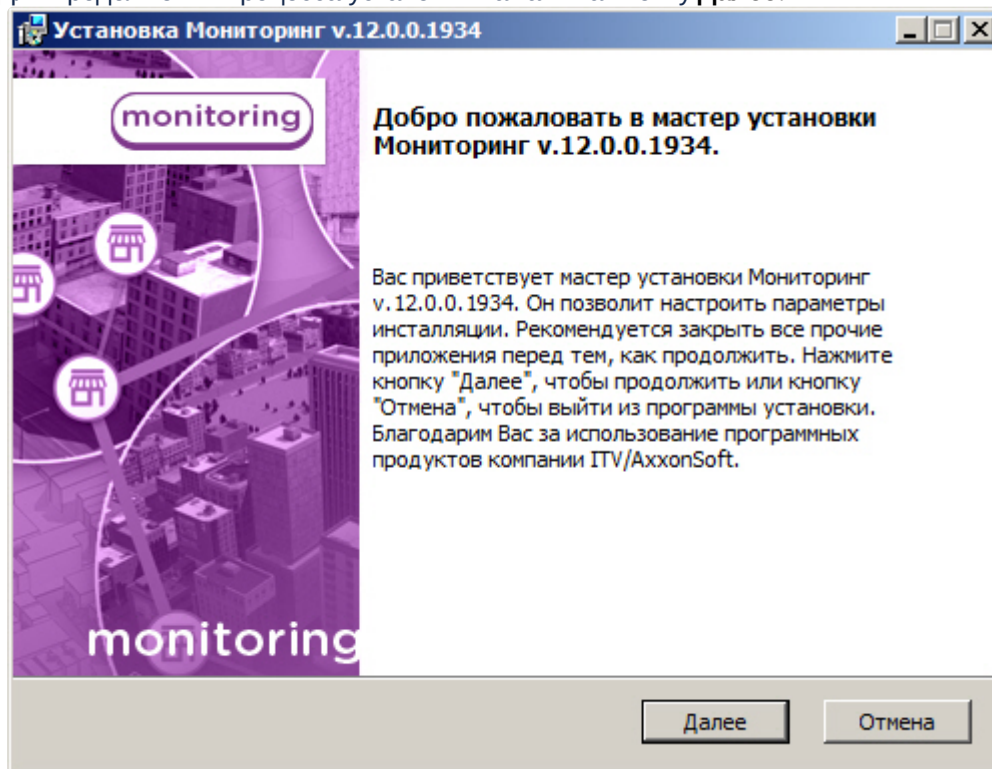 Установка Мониторинг v.12.0.0.1934
monitoring
Добро пожаловать в мастер установки
Мониторинг v.12.0.0.1934.
Вас приветствует мастер установки Мониторинг
v.12.0.0.1934. Он позволит настроить параметры
инсталляции. Рекомендуется закрыть все прочие
приложения перед тем, как продолжить. Нажмите
кнопку "Далее", чтобы продолжить или кнопку
"Отмена", чтобы выйти из программы установки.
Благодарим Вас за использование программных
продуктов компании ITV/AxxonSoft.
monitoring
Далее
Отмена